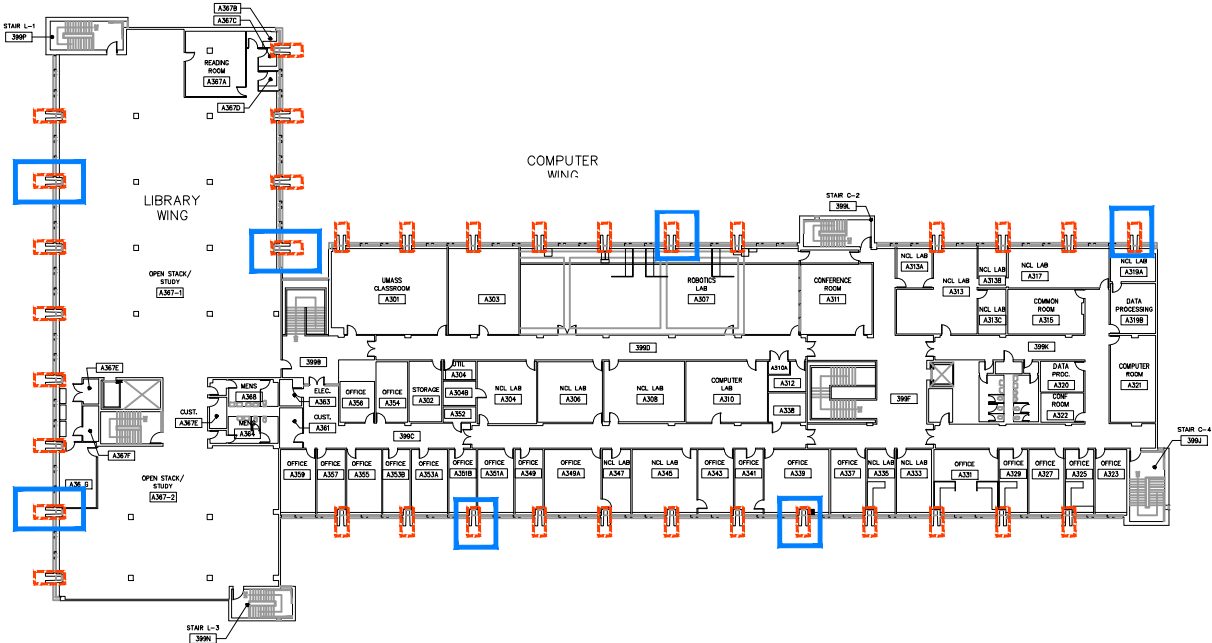 A367B
A367C
STAIR L-1
399P
READING
ROOM
A367A
A367D
COMPUTER
WING
STAIR C-2
399L
LIBRARY
WING
OPEN STACK/
STUDY
A367-1
UMASS
CLASSROOM
A301
A303
ROBOTICS
LAB
A307
CONFERENCE
ROOM
A311
NCL LAB
A313A
NCL LAB
A313
NCL LAB
A313B
NCL LAB
A313C
NCL LAB
A317
COMMON
ROOM
A315
NCL LAB
A319A
DATA
PROCESSING
A319B
399B
399D
399K
A367E
MENS
A368
ELEC.
A363
CUST.
A367E
MENS
A364
CUST.
A361
OFFICE
A356
OFFICE
A354
STORAGE
A302
UTIL
A304
A304B
A352
NCL LAB
A304
NCL LAB
A306
NCL LAB
A308
COMPUTER
LAB
A310
A310A
A312
A338
399F
DATA
PROC.
A320
CONF
ROOM
A322
COMPUTER
ROOM
A321
A367F
399C
STAIR C-4
399J
OPEN STACK/
STUDY
A367-2
OFFICE
A359
OFFICE
A357
OFFICE
A355
OFFICE
A353B
OFFICE
A353A
OFFICE
A351B
OFFICE
A351A
OFFICE
A349
OFFICE
A349A
NCL LAB
A347
NCL LAB
A345
OFFICE
A343
OFFICE
A341
OFFICE
A339
OFFICE
A337
NCL LAB
A335
NCL LAB
A333
OFFICE
A331
OFFICE
A329
OFFICE
A327
OFFICE
A325
OFFICE
A323
STAIR L-3
399N